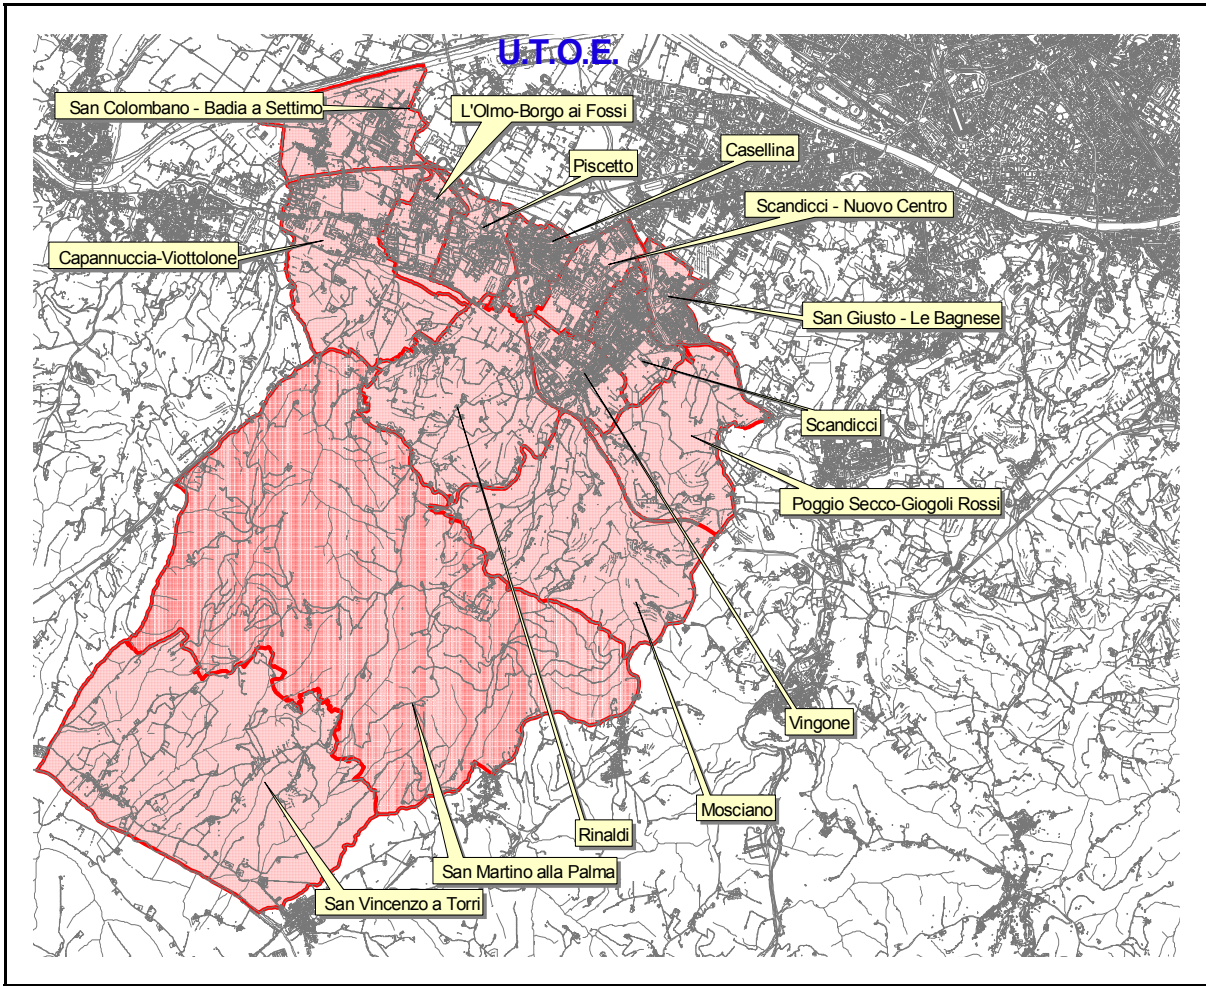 U.T.O.E.
San Colombano - Badia a Settimo
L'Olmo-Borgo ai Fossi
Piscetto
Casellina
Scandicci - Nuovo Centro
Capannuccia-Viottolone
San Giusto - Le Bagnese
Scandicci
Poggio Secco-Giogoli Rossi
Vingone
Mosciano
Rinaldi
San Martino alla Palma
San Vincenzo a Torri